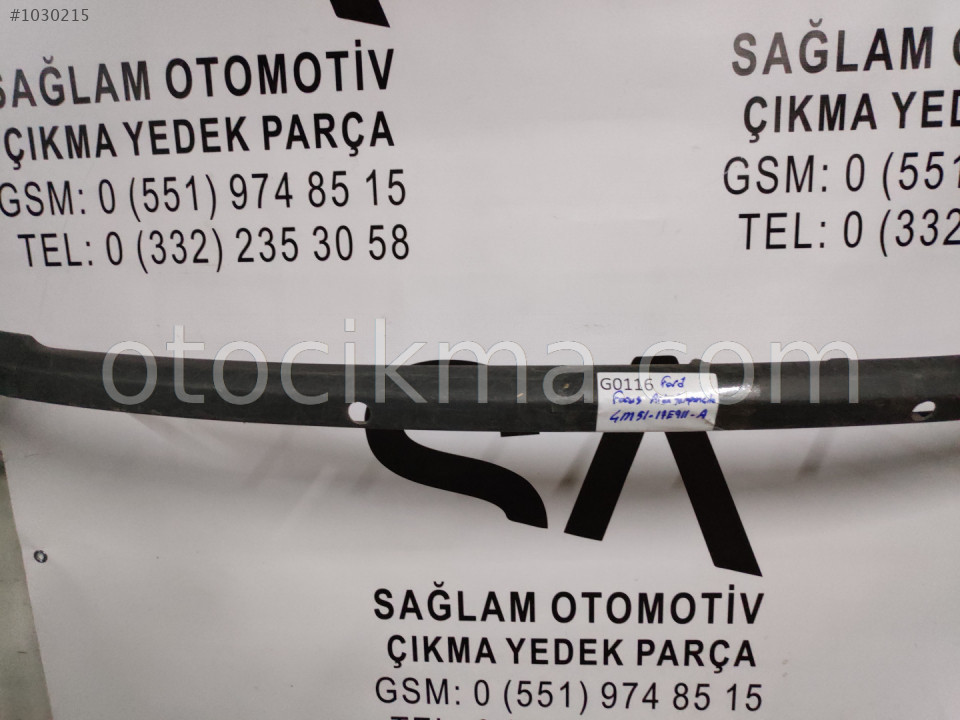 #1030215
SAĞLAM OTOMOTİV
ÇIKMA YEDEK PARÇA
GSM: 0 (551) 974 85 15
TEL: 0 (332) 235 30 58
SAĞLAM O
ÇIKMA YED
GSM: 0 (551
TEL: 0 (332
otocikma.com
G0116 Ford
Focus
4M51-17E911-A
SAĞLAM OTOMOTİV
ÇIKMA YEDEK PARÇA
GSM: 0 (551) 974 85 15